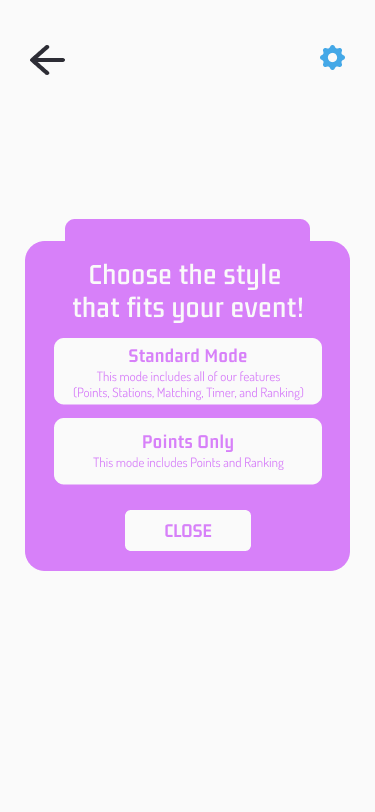 Choose the style
that fits your event!
Standard Mode
This mode includes all of our features
(Points, Stations, Matching, Timer, and Ranking)
Points Only
This mode includes Points and Ranking
CLOSE